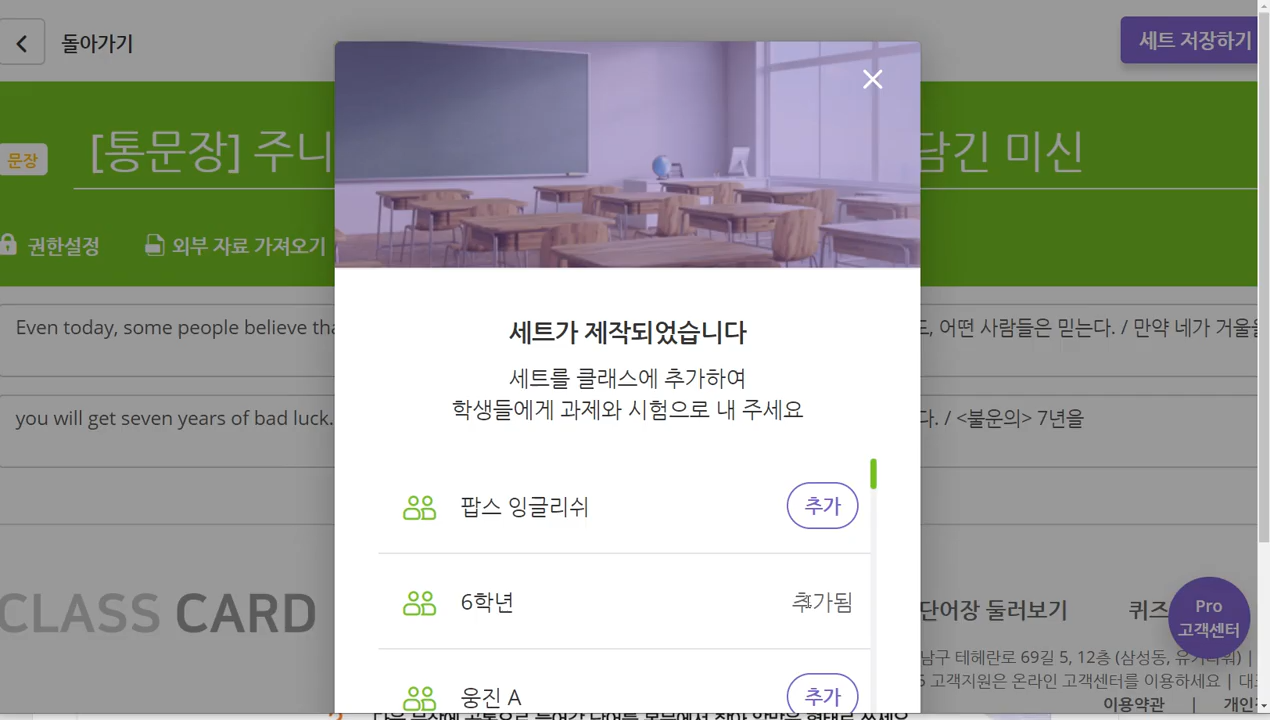 돌아가기
세트 저장하기
문장
[통문장] 주니
담긴 미신
권한설정
외부 자료 가져오기
세트가 제작되었습니다
세트를 클래스에 추가하여
학생들에게 과제와 시험으로 내 주세요
Even today, some people believe tha
, 어떤 사람들은 믿는다. / 만약 네가 거울을
you will get seven years of bad luck.
다. / <불운의> 7년을
팝스 잉글리쉬
추가
6학년
추가됨
웅진 A
추가
CLASS CARD
단어장 둘러보기
퀴즈
Pro
고객센터
남구 테헤란로 69길 5, 12층 (삼성동, 유
고객지원은 온라인 고객센터를 이용하세요 | 대
이용약관 | 개인